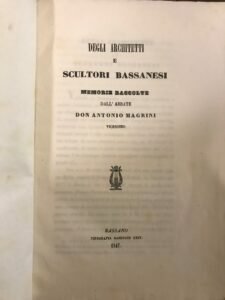 DEGLI ARCHITETTI
E
SCULTORI BASSANESI
MEMORIE RACCOLTE
DALL' ABBATE
DON ANTONIO MAGRINI
VICENTINO
BASSANO
TIPOGRAFIA BASEGGIO EDIT.
1847.